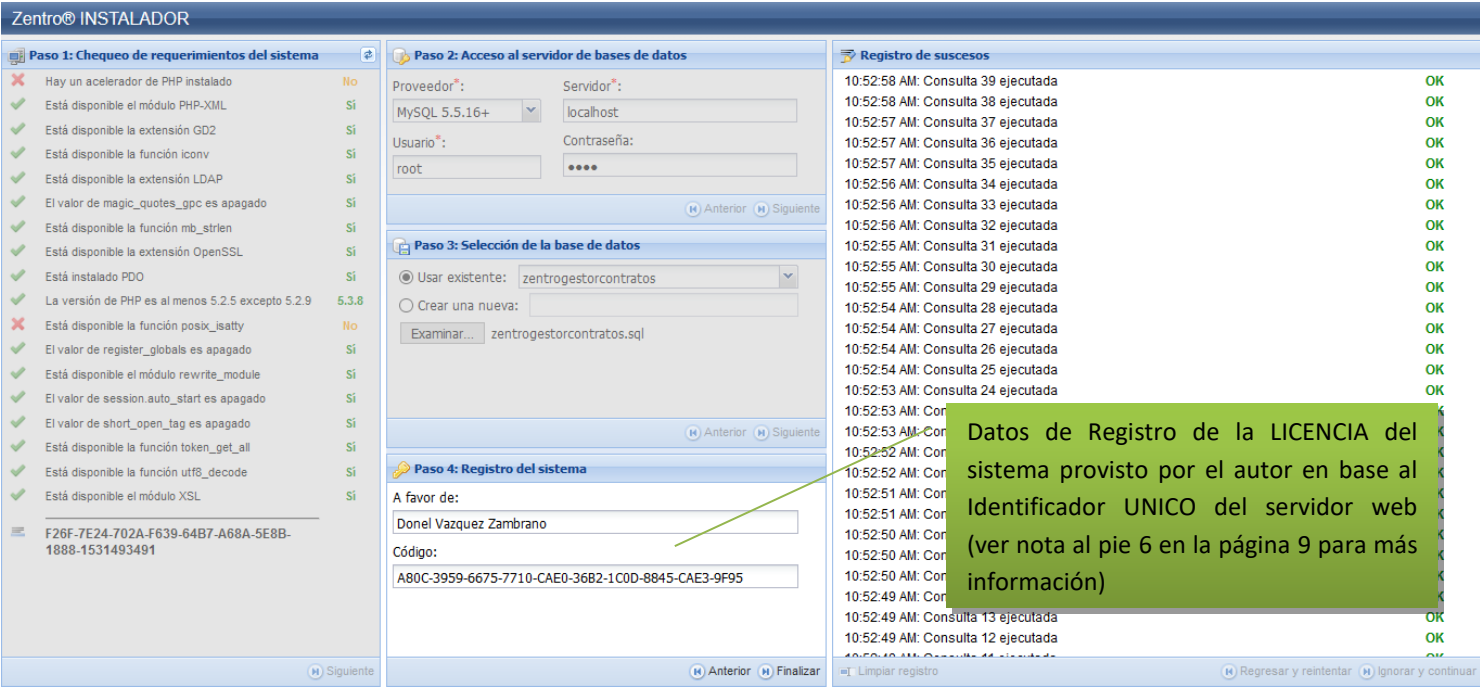 Zentro® INSTALADOR
Paso 1: Chequeo de requerimientos del sistema
Hay un acelerador de PHP instalado No
Está disponible el módulo PHP-XML Sí
Está disponible la extensión GD2 Sí
Está disponible la función iconv Sí
Está disponible la extensión LDAP Sí
El valor de magic_quotes_gpc es apagado Sí
Está disponible la función mb_strlen Sí
Está disponible la extensión OpenSSL Sí
Está instalado PDO Sí
La versión de PHP es al menos 5.2.5 excepto 5.2.9 5.3.8
Está disponible la función posix_isatty No
El valor de register_globals es apagado Sí
Está disponible el módulo rewrite_module Sí
El valor de session.auto_start es apagado Sí
El valor de short_open_tag es apagado Sí
Está disponible la función token_get_all Sí
Está disponible la función utf8_decode Sí
Está disponible el módulo XSL Sí
F26F-7E24-702A-F639-64B7-A68A-5E8B-
1888-1531493491
Siguiente
Paso 2: Acceso al servidor de bases de datos
Proveedor*: Servidor*:
MySQL 5.5.16+ localhost
Usuario*: Contraseña:
root ••••
Anterior Siguiente
Paso 3: Selección de la base de datos
Usar existente: zentrogestorcontratos
Crear una nueva:
Examinar... zentrogestorcontratos.sql
Anterior Siguiente
Paso 4: Registro del sistema
A favor de:
Donel Vazquez Zambrano
Código:
A80C-3959-6675-7710-CAE0-36B2-1C0D-8845-CAE3-9F95
Anterior Finalizar
Registro de suscesos
10:52:58 AM: Consulta 39 ejecutada OK
10:52:58 AM: Consulta 38 ejecutada OK
10:52:57 AM: Consulta 37 ejecutada OK
10:52:57 AM: Consulta 36 ejecutada OK
10:52:57 AM: Consulta 35 ejecutada OK
10:52:56 AM: Consulta 34 ejecutada OK
10:52:56 AM: Consulta 33 ejecutada OK
10:52:56 AM: Consulta 32 ejecutada OK
10:52:55 AM: Consulta 31 ejecutada OK
10:52:55 AM: Consulta 30 ejecutada OK
10:52:55 AM: Consulta 29 ejecutada OK
10:52:54 AM: Consulta 28 ejecutada OK
10:52:54 AM: Consulta 27 ejecutada OK
10:52:54 AM: Consulta 26 ejecutada OK
10:52:54 AM: Consulta 25 ejecutada OK
10:52:53 AM: Consulta 24 ejecutada OK
10:52:53 AM: Con
10:52:53 AM: Con
10:52:52 AM: Con
10:52:52 AM: Con
10:52:51 AM: Con
10:52:51 AM: Con
10:52:50 AM: Con
10:52:50 AM: Con
10:52:50 AM: Con
10:52:49 AM: Con
10:52:49 AM: Consulta 13 ejecutada OK
10:52:49 AM: Consulta 12 ejecutada OK
Datos de Registro de la LICENCIA del
sistema provisto por el autor en base al
Identificador UNICO del servidor web
(ver nota al pie 6 en la página 9 para más
información)
Limpiar registro
Regresar y reintentar Ignorar y continuar